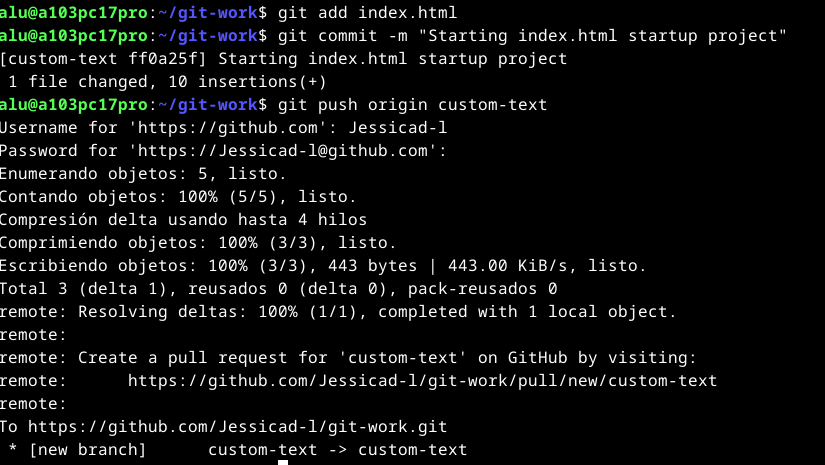 alu@a103pc17pro:~/git-work$ git add index.html
alu@a103pc17pro:~/git-work$ git commit -m "Starting index.html startup project"
[custom-text ff0a25f] Starting index.html startup project
 1 file changed, 10 insertions(+)
alu@a103pc17pro:~/git-work$ git push origin custom-text
Username for 'https://github.com': Jessicad-l
Password for 'https://Jessicad-l@github.com':
Enumerando objetos: 5, listo.
Contando objetos: 100% (5/5), listo.
Compresión delta usando hasta 4 hilos
Comprimiendo objetos: 100% (3/3), listo.
Escribiendo objetos: 100% (3/3), 443 bytes | 443.00 KiB/s, listo.
Total 3 (delta 1), reusados 0 (delta 0), pack-reusados 0
remote: Resolving deltas: 100% (1/1), completed with 1 local object.
remote:
remote: Create a pull request for 'custom-text' on GitHub by visiting:
remote:      https://github.com/Jessicad-l/git-work/pull/new/custom-text
remote:
To https://github.com/Jessicad-l/git-work.git
 * [new branch]      custom-text -> custom-text